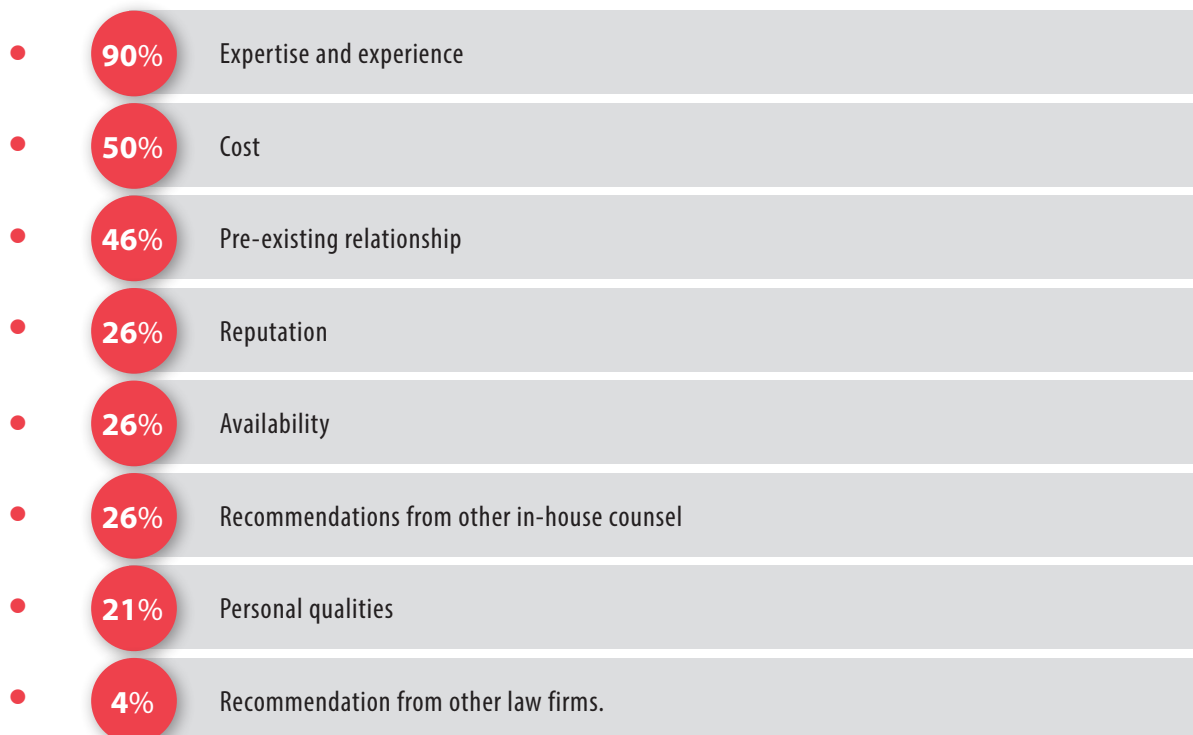 90% Expertise and experience
50% Cost
46% Pre-existing relationship
26% Reputation
26% Availability
26% Recommendations from other in-house counsel
21% Personal qualities
4% Recommendation from other law firms.